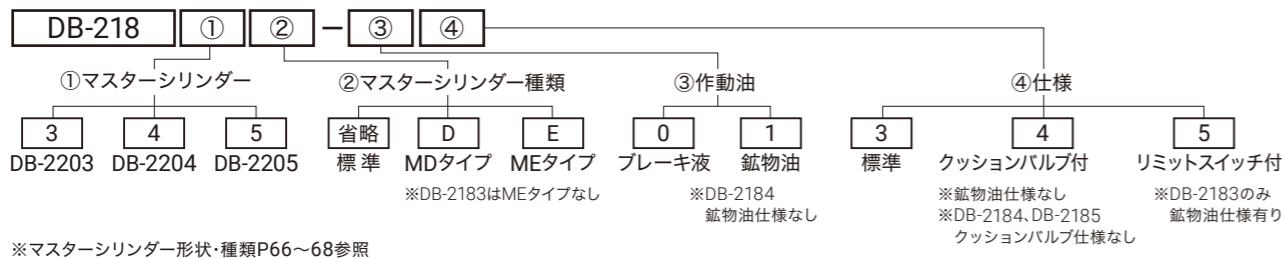 DB-218 ① ② － ③ ④
①マスターシリンダー ②マスターシリンダー種類 ③作動油 ④仕様
3 4 5 省略 D E 0 1 3 4 5
DB-2203 DB-2204 DB-2205 標準 MDタイプ MEタイプ ブレーキ液 鉱物油 標準 クッションバルブ付 リミットスイッチ付
※DB-2183はMEタイプなし
※DB-2184
鉱物油仕様なし
※鉱物油仕様なし
※DB-2184、DB-2185
クッションバルブ仕様なし
※DB-2183のみ
鉱物油仕様有り
※マスターシリンダー形状・種類P66～68参照